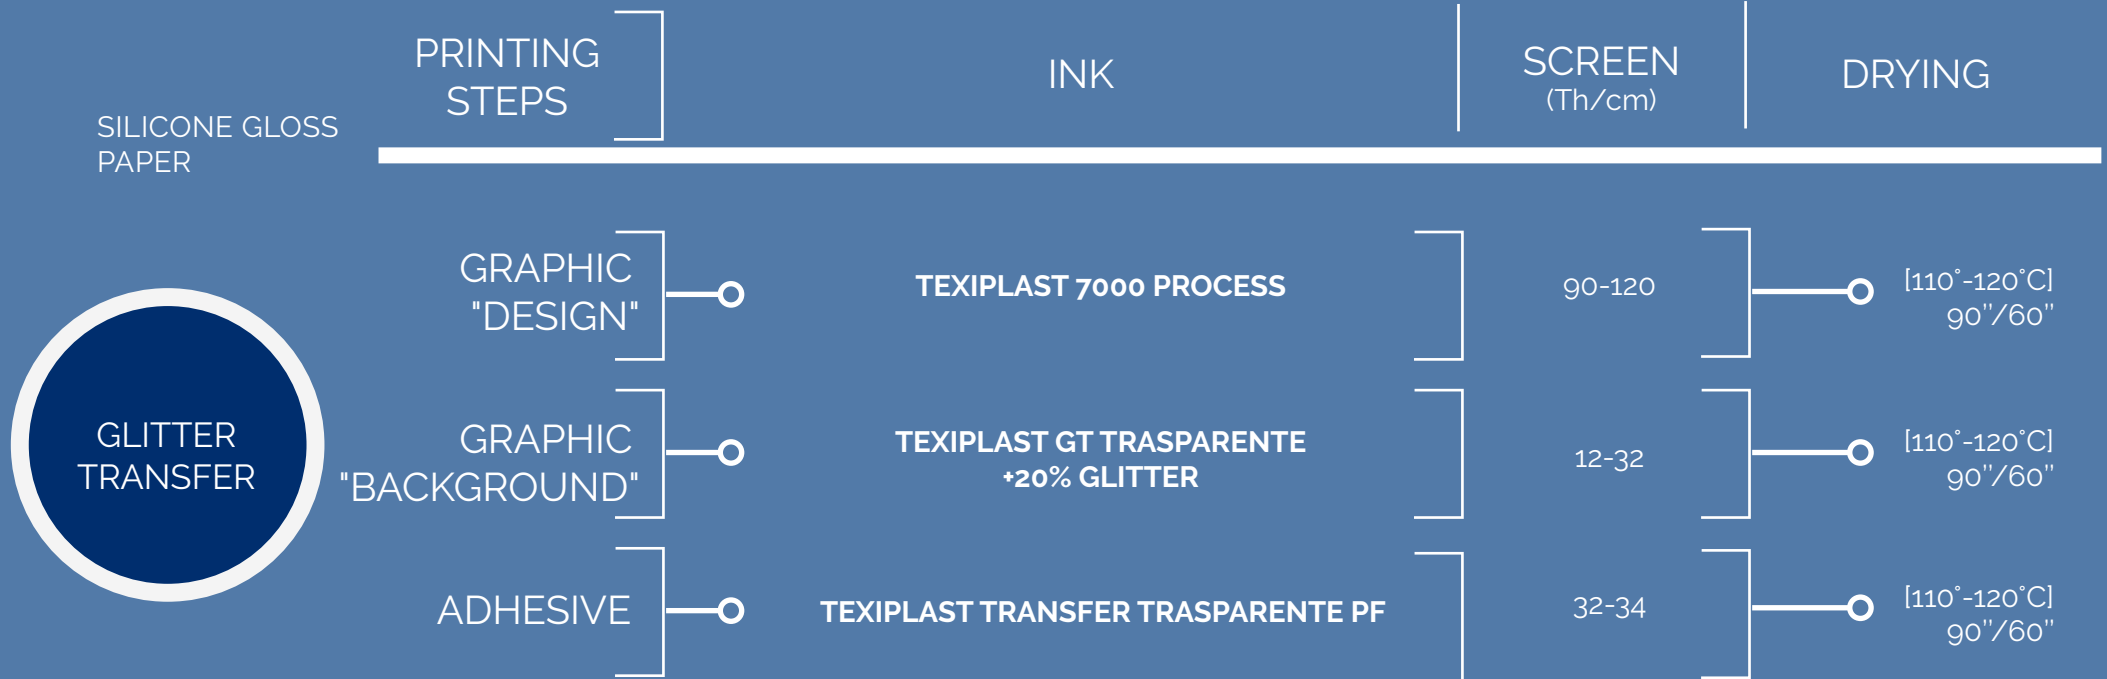 PRINTING
STEPS
INK
SCREEN
(Th/cm)
DRYING
SILICONE GLOSS
PAPER
GLITTER
TRANSFER
GRAPHIC
"DESIGN"
TEXIPLAST 7000 PROCESS
90-120
[110°-120°C]
90’’/60’’
GRAPHIC
"BACKGROUND"
TEXIPLAST GT TRASPARENTE
+20% GLITTER
12-32
[110°-120°C]
90’’/60’’
ADHESIVE
TEXIPLAST TRANSFER TRASPARENTE PF
32-34
[110°-120°C]
90’’/60’’